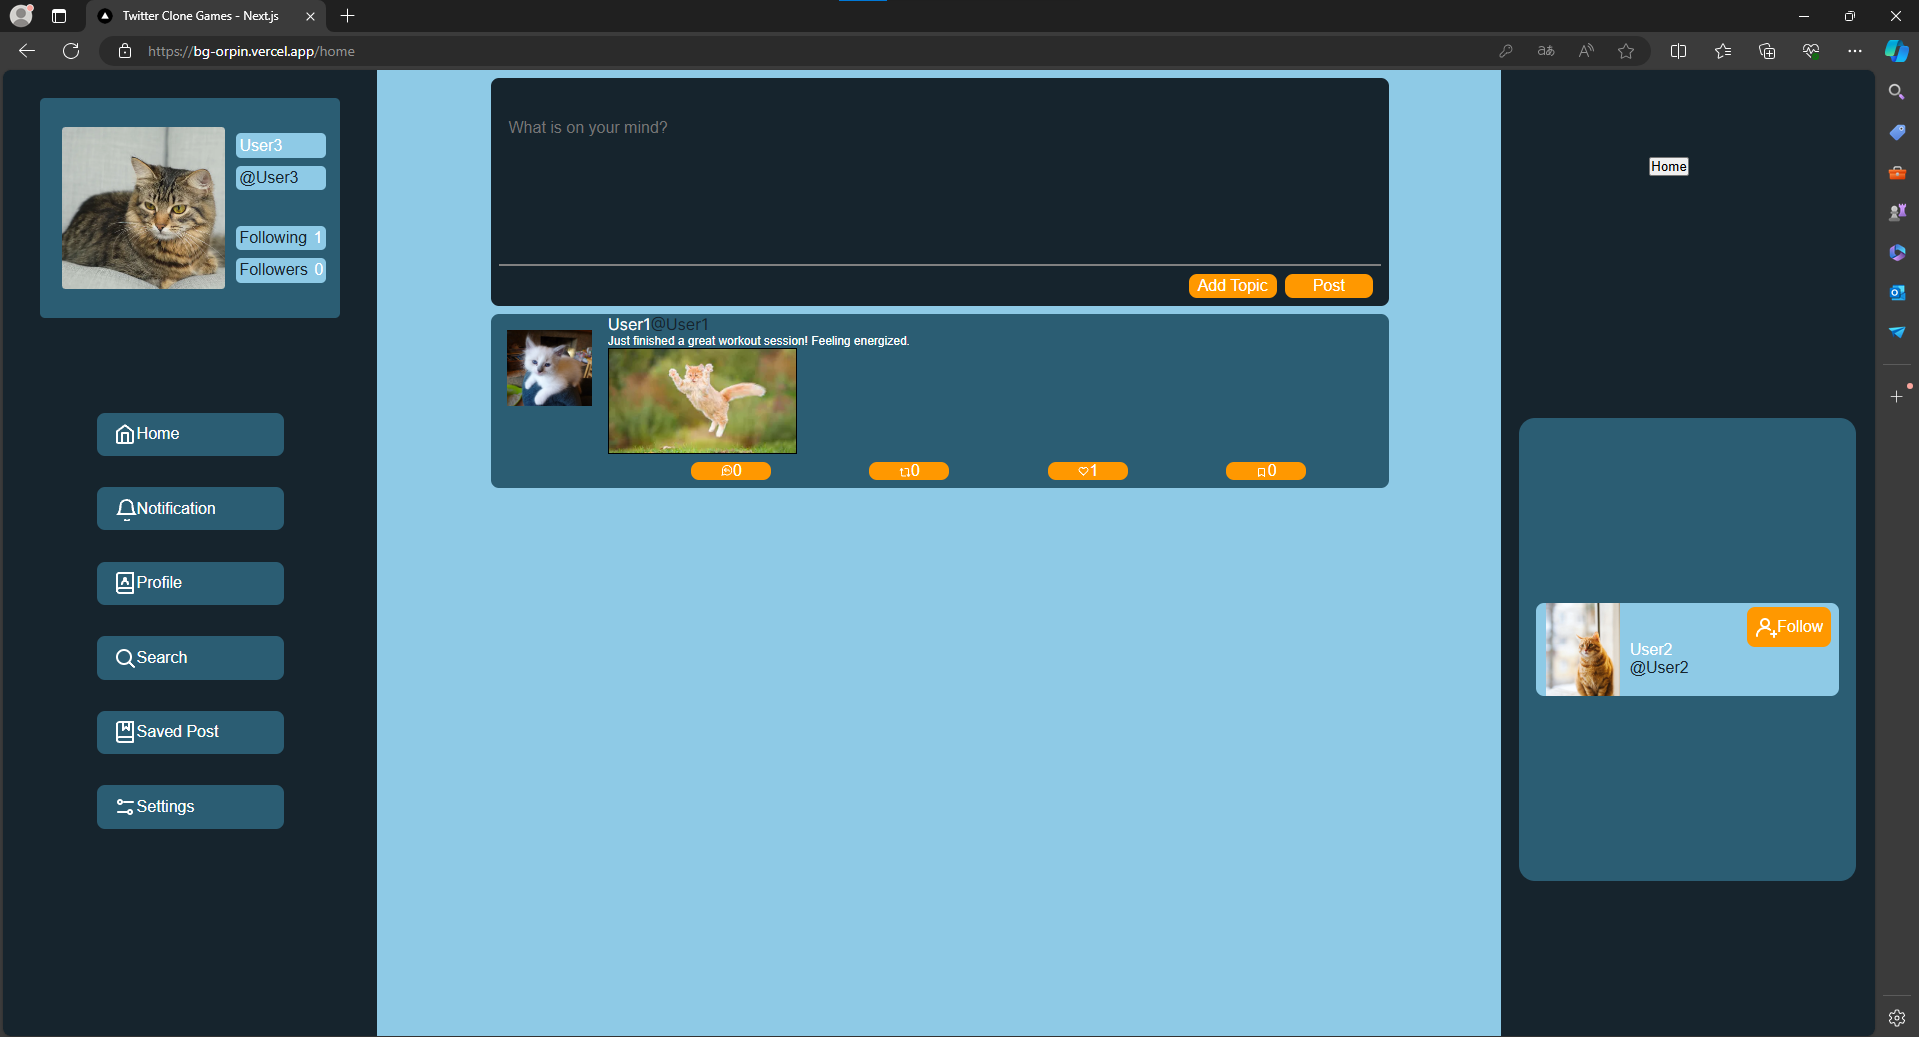 Twitter Clone Games - Next.js
https://bg-orpin.vercel.app/home
User3
@User3
Following 1
Followers 0
Home
Notification
Profile
Search
Saved Post
Settings
What is on your mind?
Add Topic
Post
User1@User1
Just finished a great workout session! Feeling energized.
0
0
1
0
Home
User2
@User2
Follow